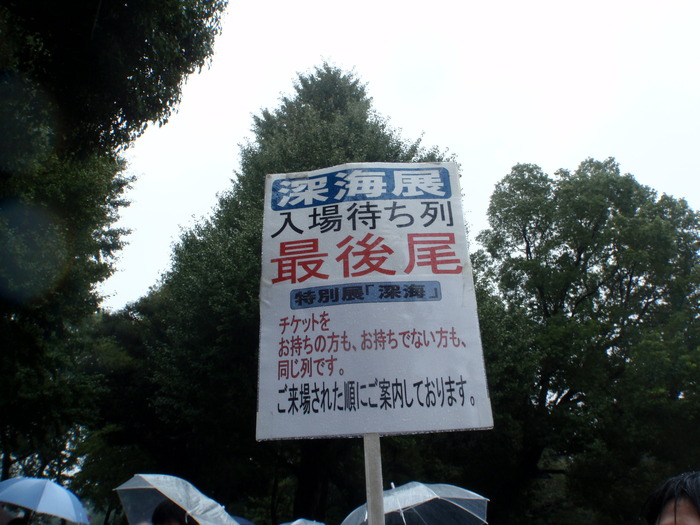 深海展
入場待ち列
最後尾
特別展「深海」
チケットを
お持ちの方も、お持ちでない方も、
同じ列です。
ご来場された順にご案内しております。